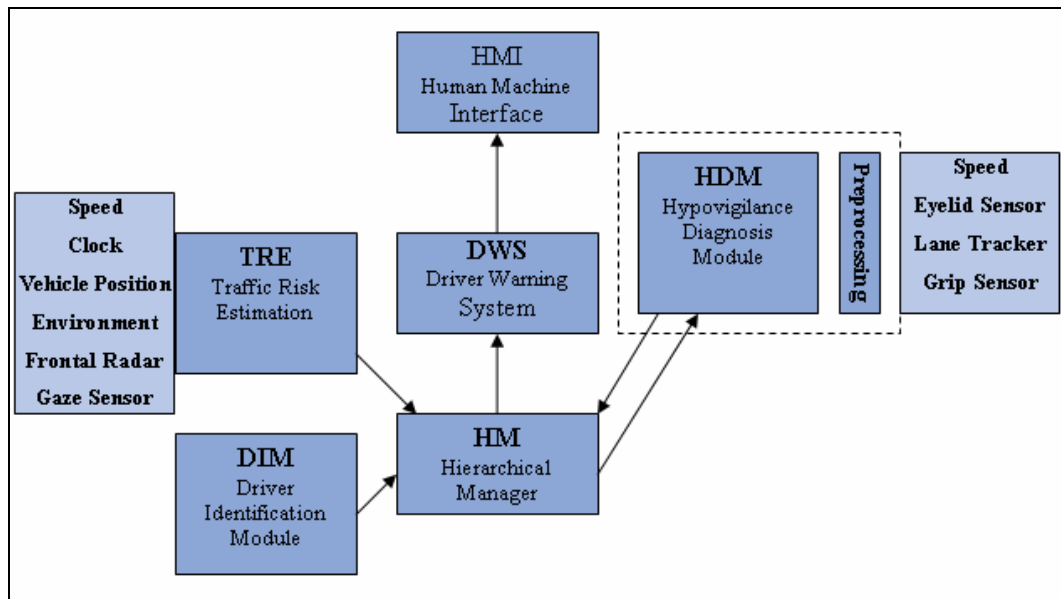 HMI
Human Machine
Interface
Speed
Clock
Vehicle Position
Environment
Frontal Radar
Gaze Sensor
TRE
Traffic Risk
Estimation
DWS
Driver Warning
System
HDM
Hypovigilance
Diagnosis
Module
Preprocessing
Speed
Eyelid Sensor
Lane Tracker
Grip Sensor
DIM
Driver
Identification
Module
HM
Hierarchical
Manager